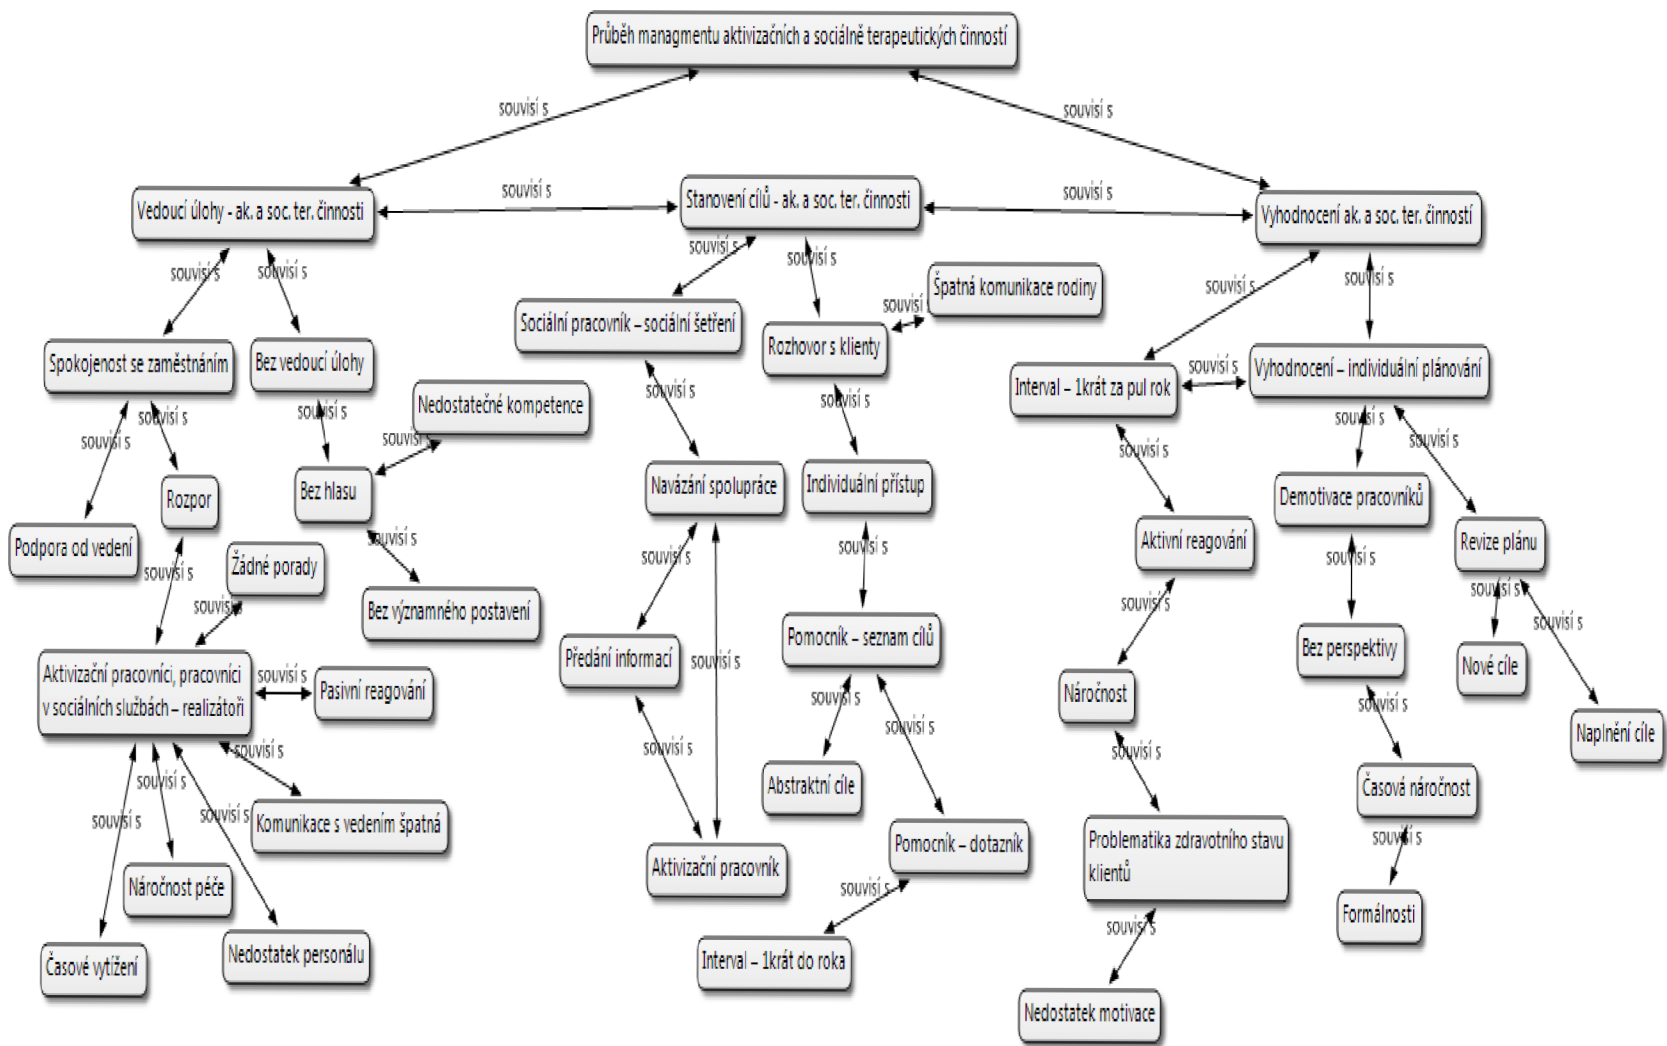 Průběh managmentu aktivizačních a sociálně terapeutických činností
souvisí s
souvisí s
Vedoucí úlohy - ak. a soc. ter. činnosti
souvisí s
Stanovení cílů - ak. a soc. ter. činnosti
souvisí s
Vyhodnocení ak. a soc. ter. činností
souvisí s
souvisí s
souvisí s
souvisí s
souvisí s
souvisí s
Špatná komunikace rodiny
souvisí s
Sociální pracovník – sociální šetření
Rozhovor s klienty
Spokojenost se zaměstnáním
Bez vedoucí úlohy
Interval – 1krát za pul rok
souvisí s
Vyhodnocení – individuální plánování
souvisí s
souvisí s
souvisí s
Nedostatečné kompetence
souvisí s
souvisí s
souvisí s
souvisí s
souvisí s
souvisí s
souvisí s
Rozpor
Bez hlasu
Navázání spolupráce
Individuální přístup
Demotivace pracovníků
Podpora od vedení
souvisí s
Žádné porady
souvisí s
souvisí s
Bez významného postavení
souvisí s
souvisí s
Aktivní reagování
souvisí s
Revize plánu
souvisí s
souvisí s
souvisí s
Předání informací
souvisí s
Pomocník – seznam cílů
Bez perspektivy
Nové cíle
Aktivizační pracovníci, pracovníci
v sociálních službách – realizátoři
souvisí s
Pasivní reagování
Náročnost
souvisí s
Naplnění cíle
souvisí s
souvisí s
souvisí s
souvisí s
souvisí s
souvisí s
souvisí s
souvisí s
Abstraktní cíle
Časová náročnost
Komunikace s vedením špatná
Pomocník – dotazník
Problematika zdravotního stavu
klientů
souvisí s
Náročnost péče
Aktivizační pracovník
souvisí s
Formálnosti
souvisí s
Časové vytížení
Nedostatek personálu
Interval – 1krát do roka
Nedostatek motivace